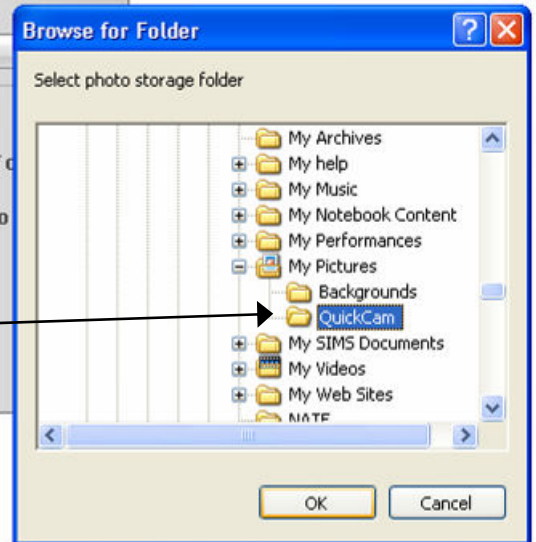 Browse for Folder
Select photo storage folder
My Archives
My help
My Music
My Notebook Content
My Performances
My Pictures
Backgrounds
QuickCam
My SIMS Documents
My Videos
My Web Sites
NATE
OK Cancel